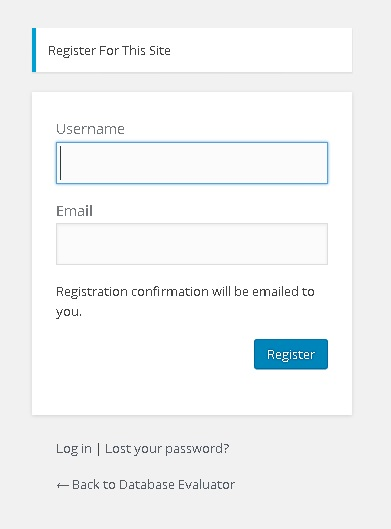 Register For This Site
Username
Email
Registration confirmation will be emailed to
you.
Register
Log in | Lost your password?
← Back to Database Evaluator